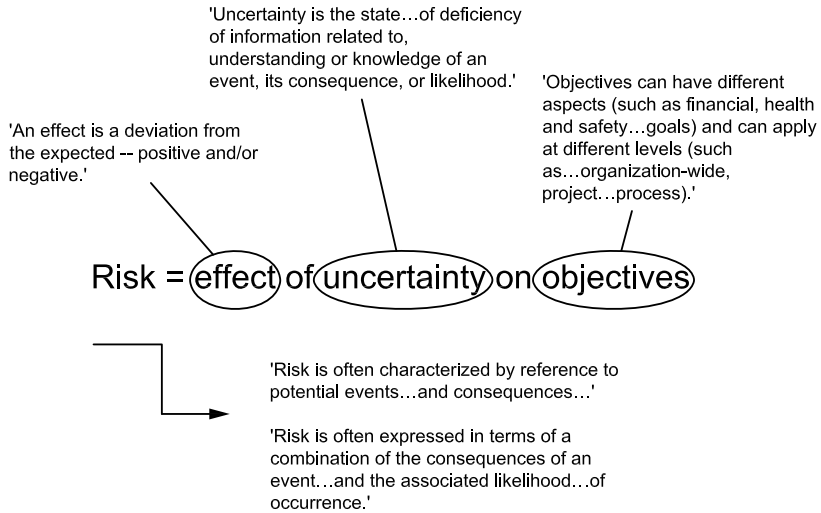 'Uncertainty is the state…of deficiency
of information related to,
understanding or knowledge of an
event, its consequence, or likelihood.'
'Objectives can have different
aspects (such as financial, health
and safety…goals) and can apply
at different levels (such
as…organization-wide,
project…process).'
'An effect is a deviation from
the expected -- positive and/or
negative.'
Risk = effect of uncertainty on objectives
'Risk is often characterized by reference to
potential events…and consequences…'
'Risk is often expressed in terms of a
combination of the consequences of an
event…and the associated likelihood…of
occurrence.'